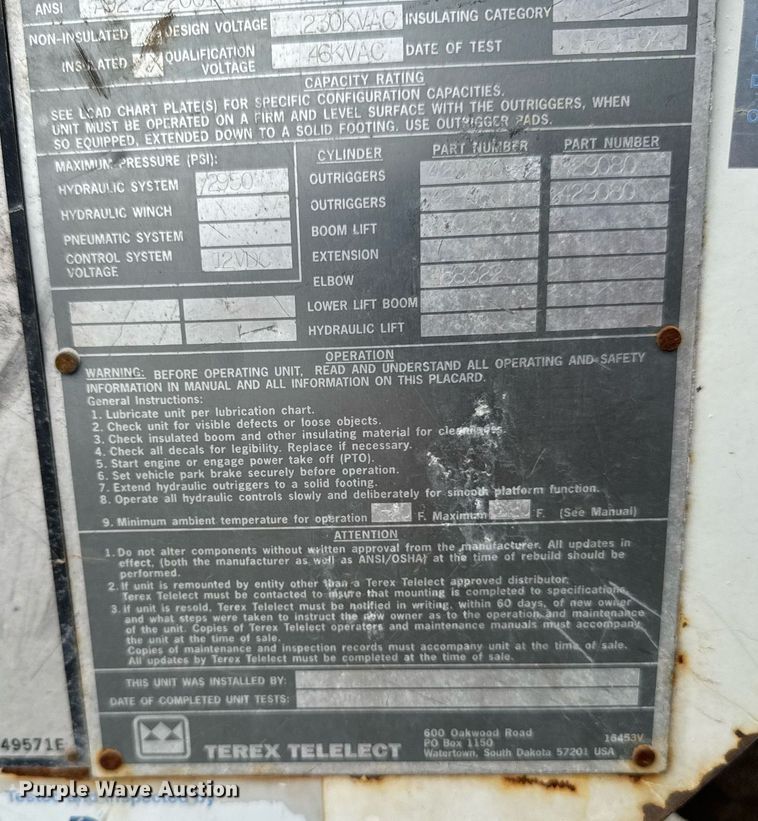 ANSI
NON-INSULATED DESIGN VOLTAGE 230KVAC INSULATING CATEGORY
INSULATED QUALIFICATION VOLTAGE 46KVAC DATE OF TEST
CAPACITY RATING
SEE LOAD CHART PLATE(S) FOR SPECIFIC CONFIGURATION CAPACITIES.
UNIT MUST BE OPERATED ON A FIRM AND LEVEL SURFACE WITH THE OUTRIGGERS, WHEN
SO EQUIPPED, EXTENDED DOWN TO A SOLID FOOTING. USE OUTRIGGER PADS.
MAXIMUM PRESSURE (PSI):
HYDRAULIC SYSTEM 2950
HYDRAULIC WINCH
PNEUMATIC SYSTEM
CONTROL SYSTEM
VOLTAGE 12VDC
CYLINDER PART NUMBER PART NUMBER
OUTRIGGERS 429080
OUTRIGGERS 429080
BOOM LIFT
EXTENSION
ELBOW
LOWER LIFT BOOM
HYDRAULIC LIFT
OPERATION
WARNING: BEFORE OPERATING UNIT, READ AND UNDERSTAND ALL OPERATING AND SAFETY
INFORMATION IN MANUAL AND ALL INFORMATION ON THIS PLACARD.
General Instructions:
1. Lubricate unit per lubrication chart.
2. Check unit for visible defects or loose objects.
3. Check insulated boom and other insulating material for cleanliness.
4. Check all decals for legibility. Replace if necessary.
5. Start engine or engage power take off (PTO).
6. Set vehicle park brake securely before operation.
7. Extend hydraulic outriggers to a solid footing.
8. Operate all hydraulic controls slowly and deliberately for smooth platform function.
9. Minimum ambient temperature for operation F. Maximum F. (See Manual)
ATTENTION
1. Do not alter components without written approval from the manufacturer. All updates in
effect, (both the manufacturer as well as ANSI/OSHA) at the time of rebuild should be
performed.
2. If unit is remounted by entity other than a Terex Telelect approved distributor,
Terex Telelect must be contacted to insure that mounting is completed to specifications.
3. If unit is resold, Terex Telelect must be notified in writing, within 60 days, of new owner
and what steps were taken to instruct the new owner as to the operation and maintenance
of the unit. Copies of Terex Telelect operators and maintenance manuals must accompany
the unit at the time of sale.
Copies of maintenance and inspection records must accompany unit at the time of sale.
All updates by Terex Telelect must be completed at the time of sale.
THIS UNIT WAS INSTALLED BY:
DATE OF COMPLETED UNIT TESTS:
TEREX TELELECT
600 Oakwood Road
PO Box 1150
Watertown, South Dakota 57201 USA
16453V
49571E
Purple Wave Auction
Tested and inspected by